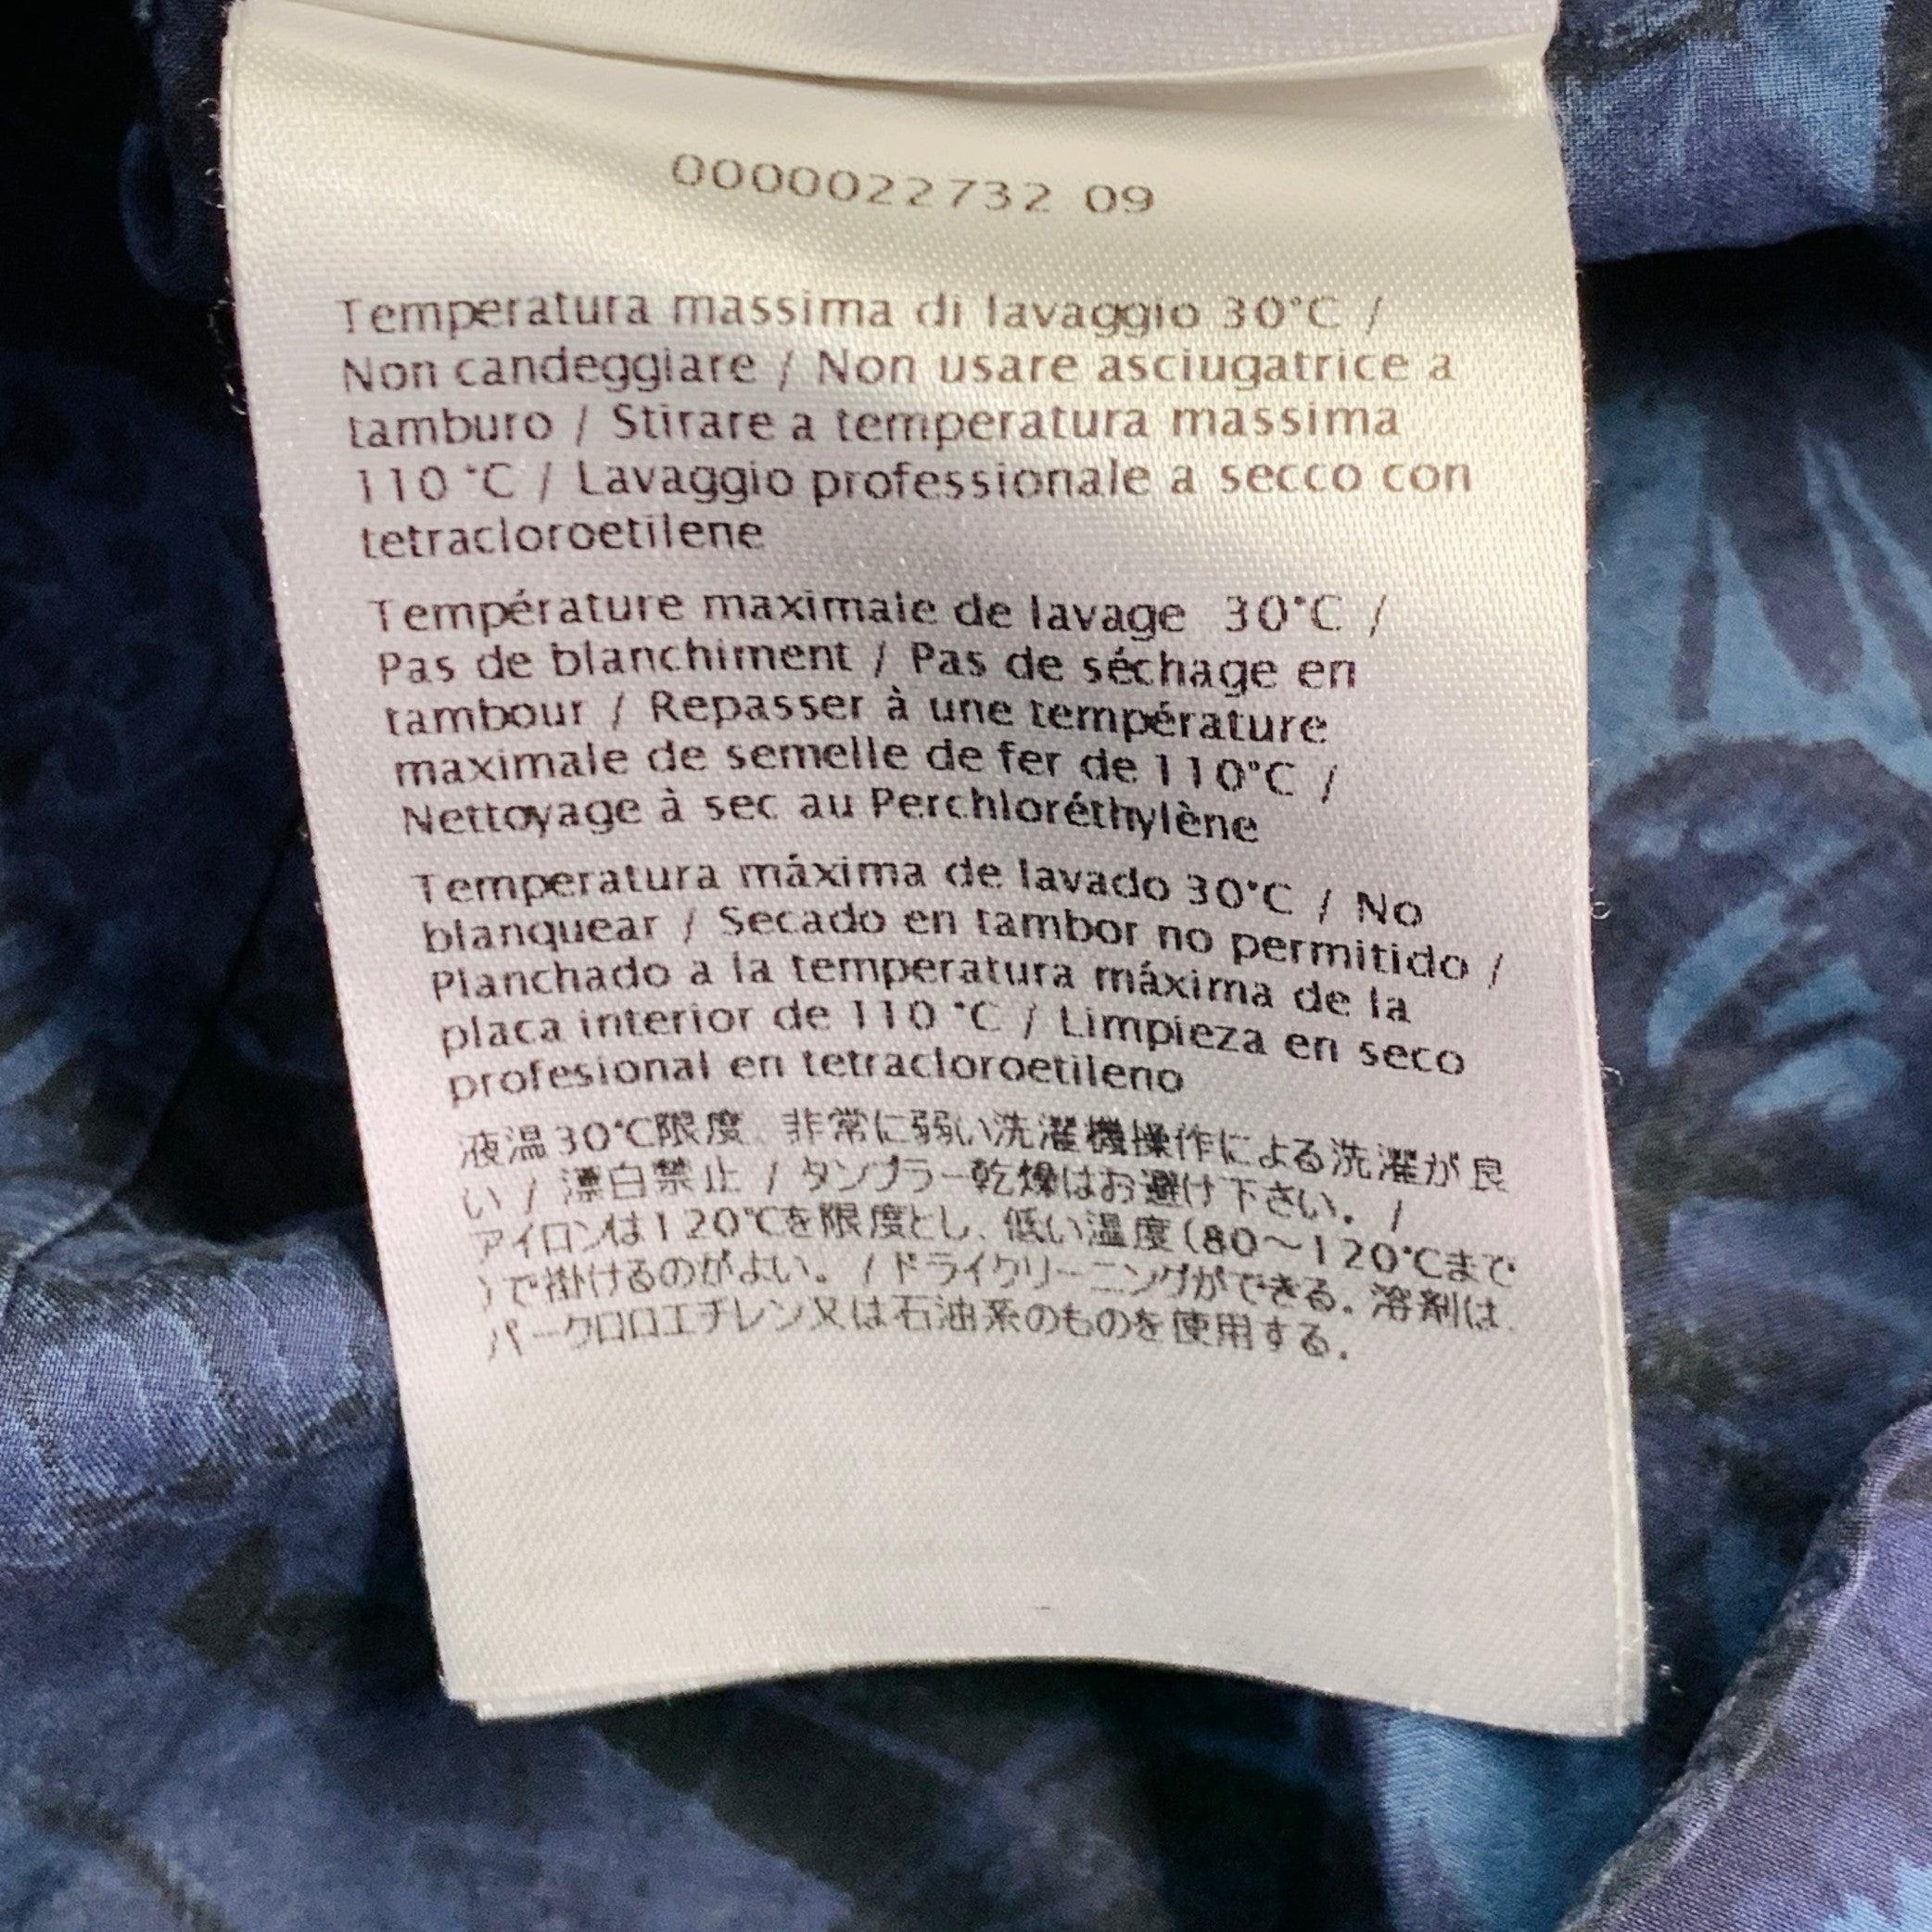 0000022732 09
Temperatura massima di lavaggio 30°C /
Non candeggiare / Non usare asciugatrice a
tamburo / Stirare a temperatura massima
110 °C / Lavaggio professionale a secco con
tetracloroetilene
Température maximale de lavage 30°C /
Pas de blanchiment / Pas de séchage en
tambour / Repasser à une température
maximale de semelle de fer de 110°C /
Nettoyage à sec au Perchloréthylène
Temperatura máxima de lavado 30°C / No
blanquear / Secado en tambor no permitido /
Planchado a la temperatura máxima de la
placa interior de 110 °C / Limpieza en seco
profesional en tetracloroetileno
液温30℃限度、非常に弱い洗濯機操作による洗濯が良
い / 漂白禁止 / タンブラー乾燥はお避け下さい。 /
アイロンは120℃を限度とし、低い温度(80～120℃まで
)で掛けるのがよい。 / ドライクリーニングができる。溶剤は、
パークロロエチレン又は石油系のものを使用する。